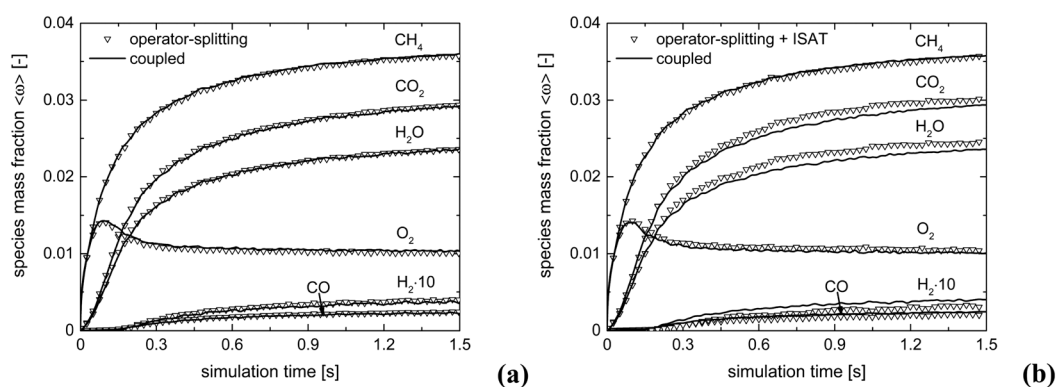 species mass fraction <ω> [-]
0.04
0.03
0.02
0.01
0
operator-splitting
coupled
CH4
CO2
H2O
O2
CO
H2·10
0 0.3 0.6 0.9 1.2 1.5
simulation time [s]
(a)
species mass fraction <ω> [-]
0.04
0.03
0.02
0.01
0
operator-splitting + ISAT
coupled
CH4
CO2
H2O
O2
CO
H2·10
0 0.3 0.6 0.9 1.2 1.5
simulation time [s]
(b)